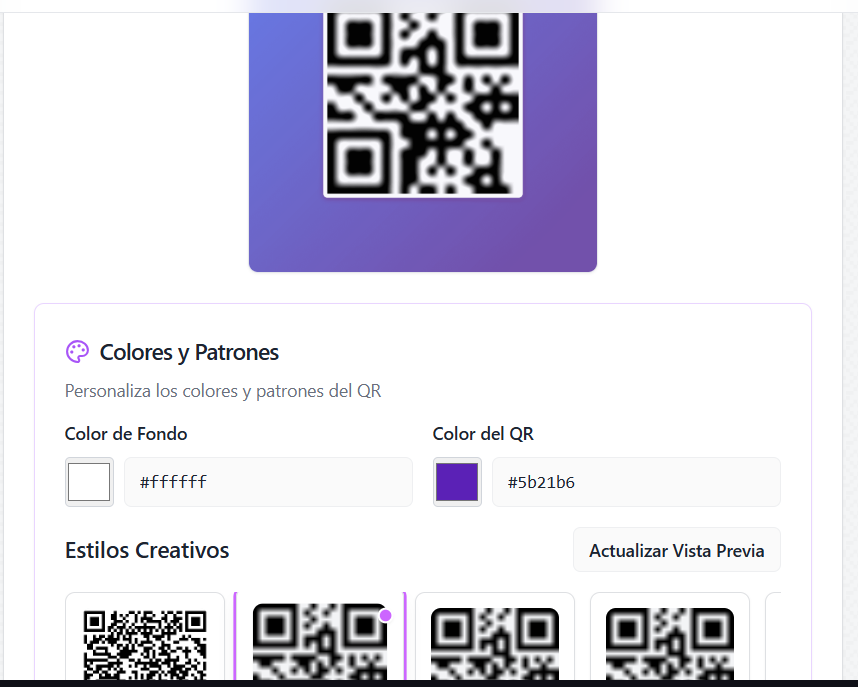 Colores y Patrones
Personaliza los colores y patrones del QR
Color de Fondo
Color del QR
#ffffff
#5b21b6
Estilos Creativos
Actualizar Vista Previa